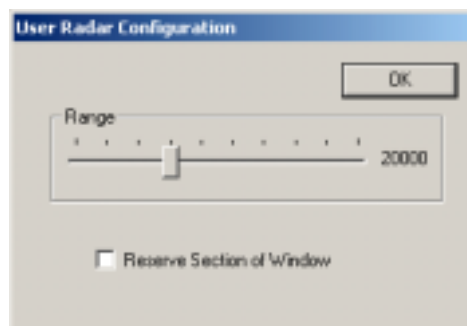 User Radar Configuration
OK
Range
20000
Reserve Section of Window